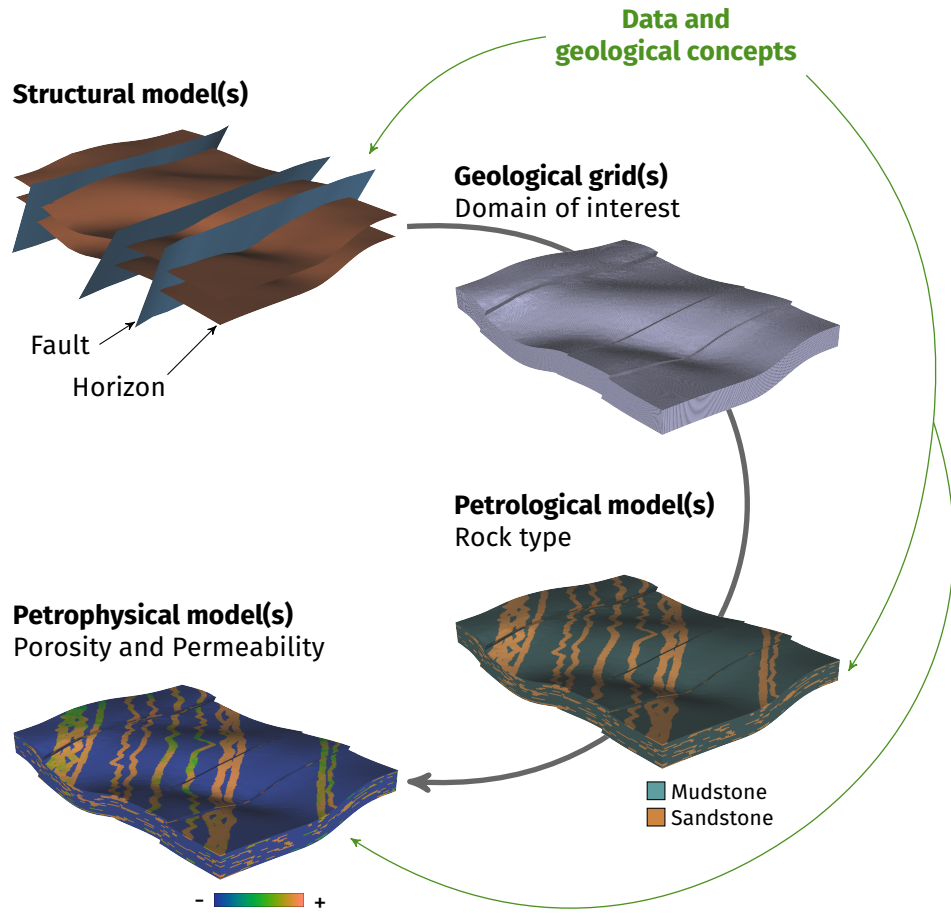 Data and
geological concepts
Structural model(s)
Fault
Horizon
Geological grid(s)
Domain of interest
Petrological model(s)
Rock type
Mudstone
Sandstone
Petrophysical model(s)
Porosity and Permeability
- +